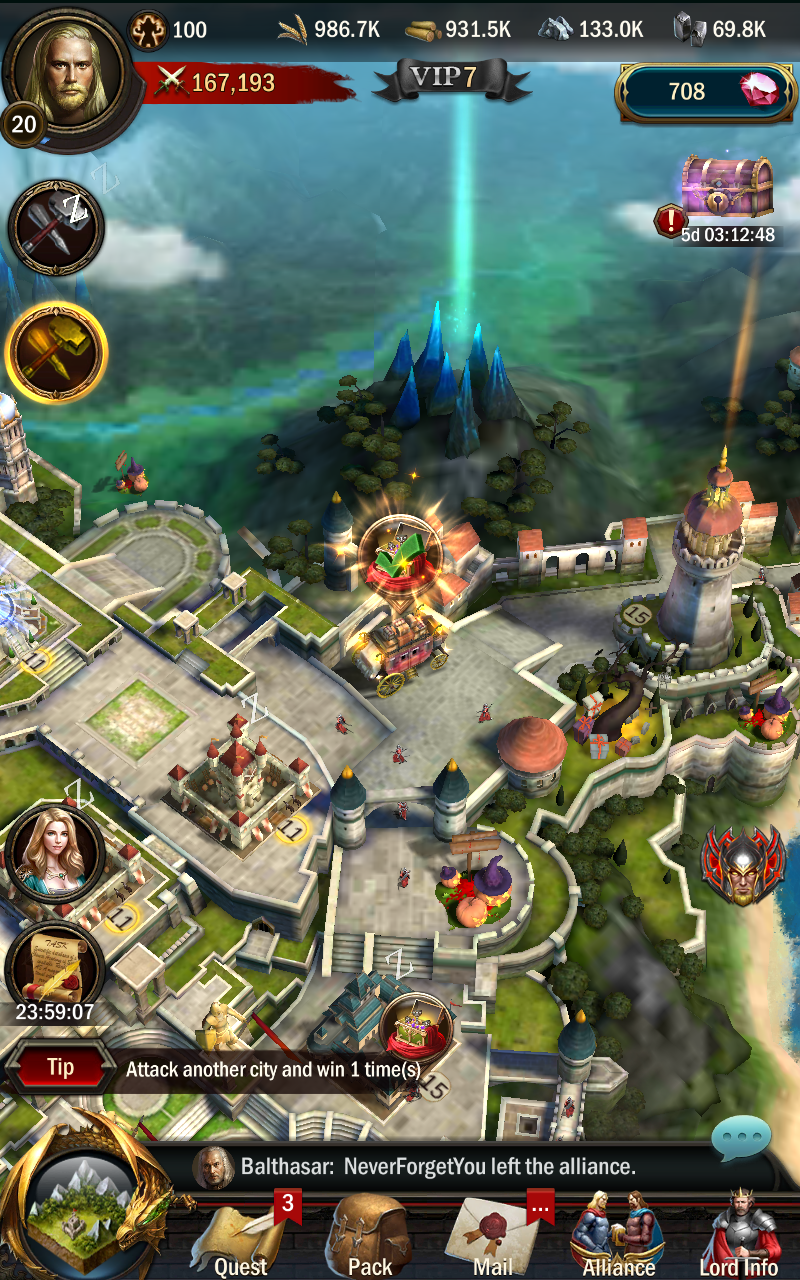 100
986.7K
931.5K
133.0K
69.8K
167,193
VIP7
708
20
Z
Z
5d 03:12:48
15
11
Z
11
Z
11
TASK
23:59:07
Z
15
Tip
Attack another city and win 1 time(s)
Balthasar: NeverForgetYou left the alliance.
3
...
Quest
Pack
Mail
Alliance
Lord Info